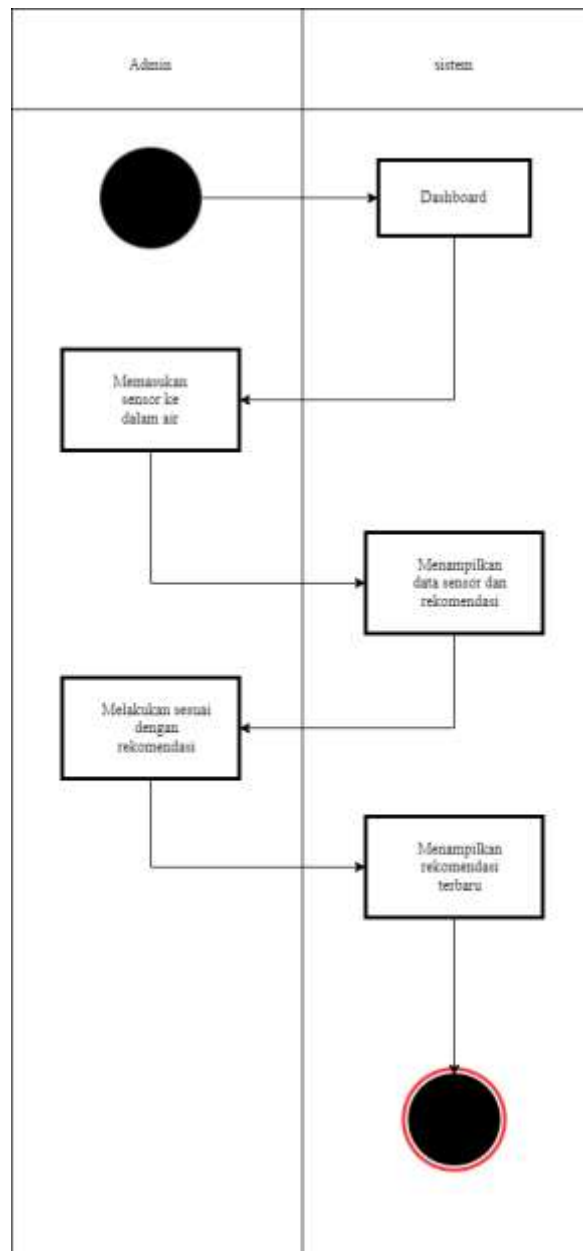 Admin
sistem
Dashboard
Memasukan
sensor ke
dalam air
Menampilkan
data sensor dan
rekomendasi
Melakukan sesuai
dengan
rekomendasi
Menampilkan
rekomendasi
terbaru